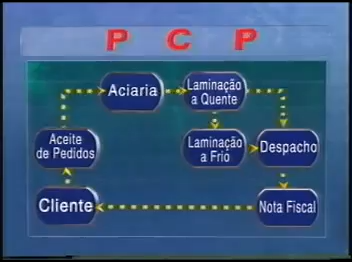 P C P
Aciaria
Laminação
a Quente
Aceite
de Pedidos
Laminação
a Frio
Despacho
Cliente
Nota Fiscal